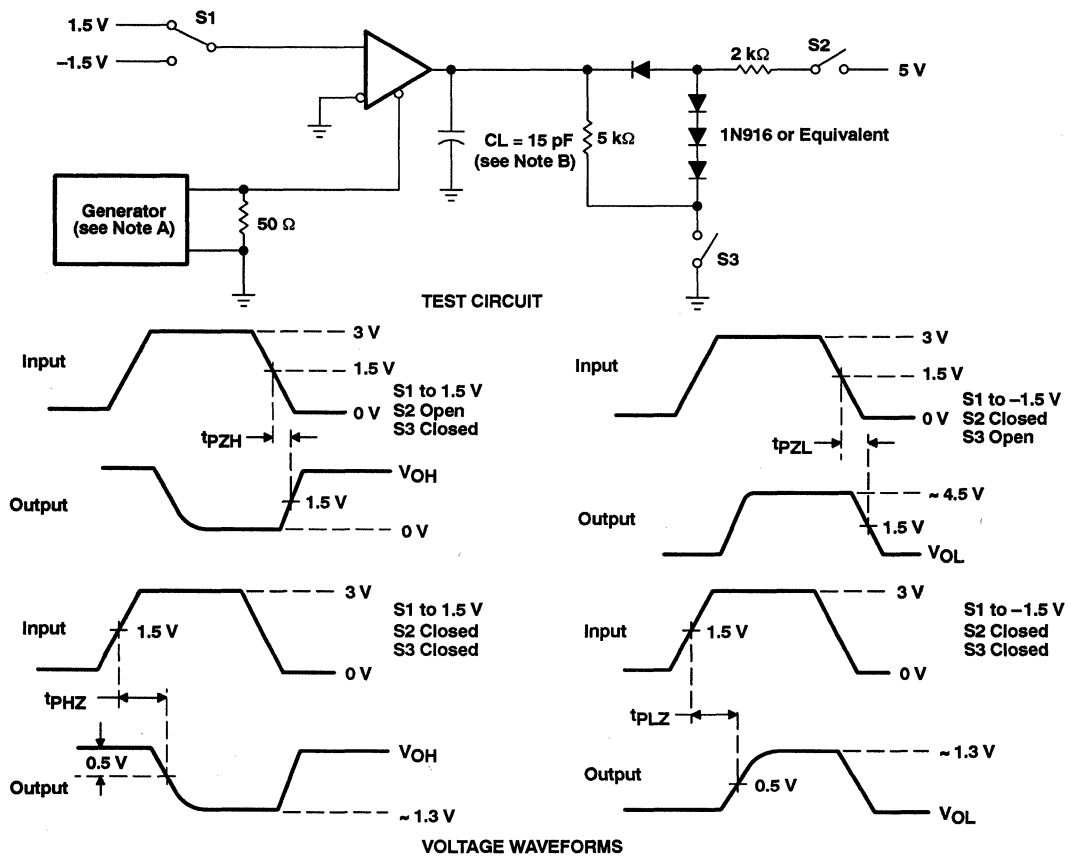 1.5 V
S1
–1.5 V
2 kΩ
S2
5 V
CL = 15 pF
(see Note B)
5 kΩ
1N916 or Equivalent
Generator
(see Note A)
50 Ω
S3
TEST CIRCUIT
Input
3 V
1.5 V
0 V
S1 to 1.5 V
S2 Open
S3 Closed
tPZH
Output
VOH
1.5 V
0 V
Input
3 V
1.5 V
0 V
S1 to –1.5 V
S2 Closed
S3 Open
tPZL
Output
~ 4.5 V
1.5 V
VOL
Input
3 V
1.5 V
0 V
S1 to 1.5 V
S2 Closed
S3 Closed
tPHZ
0.5 V
Output
VOH
~ 1.3 V
Input
3 V
1.5 V
0 V
S1 to –1.5 V
S2 Closed
S3 Closed
tPLZ
Output
~ 1.3 V
0.5 V
VOL
VOLTAGE WAVEFORMS